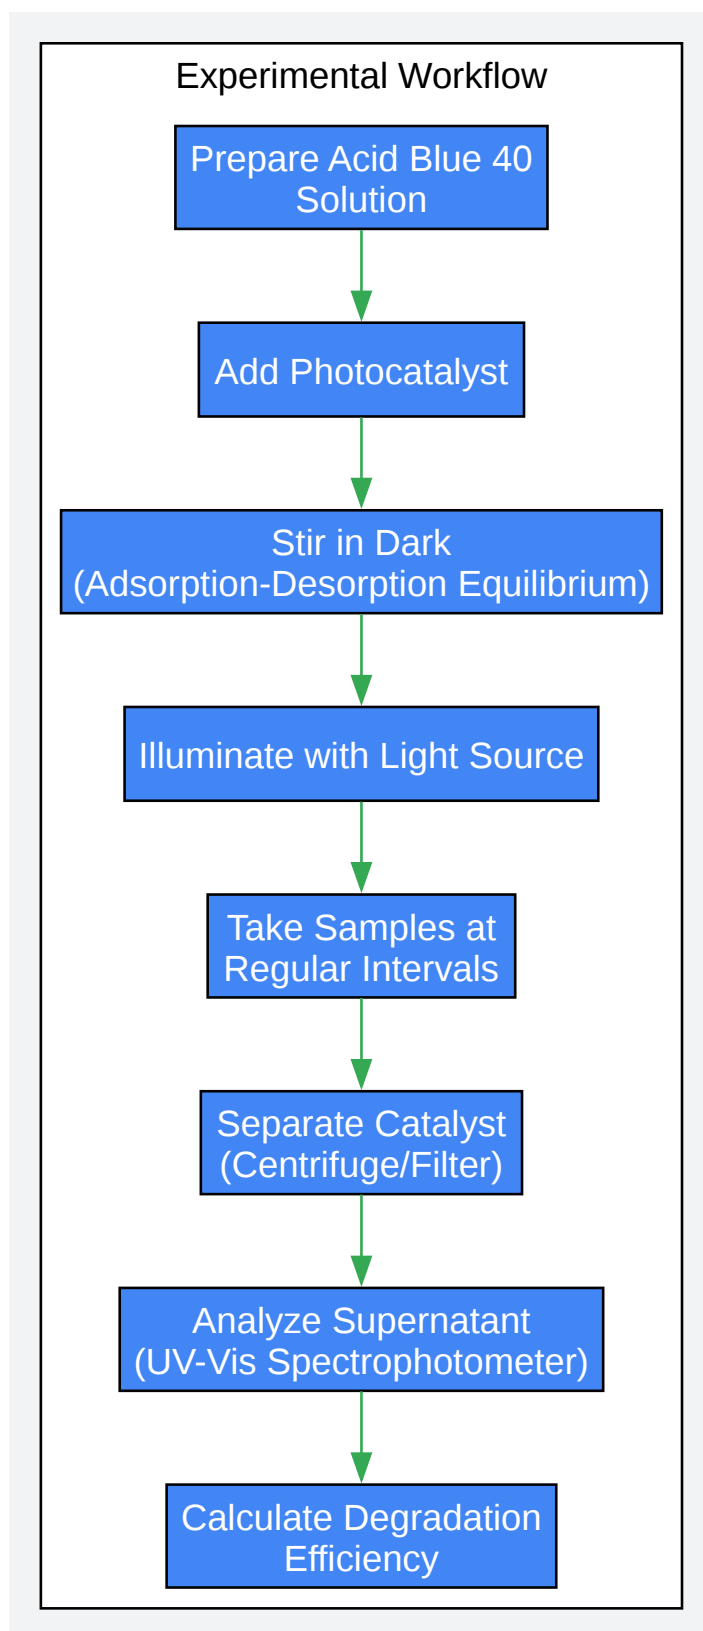 Experimental Workflow
Prepare Acid Blue 40
Solution
Add Photocatalyst
Stir in Dark
(Adsorption-Desorption Equilibrium)
Illuminate with Light Source
Take Samples at
Regular Intervals
Separate Catalyst
(Centrifuge/Filter)
Analyze Supernatant
(UV-Vis Spectrophotometer)
Calculate Degradation
Efficiency